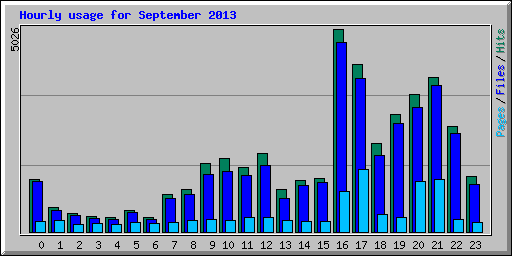 Hourly usage for September 2013
5026
Pages / Files / Hits
0 1 2 3 4 5 6 7 8 9 10 11 12 13 14 15 16 17 18 19 20 21 22 23